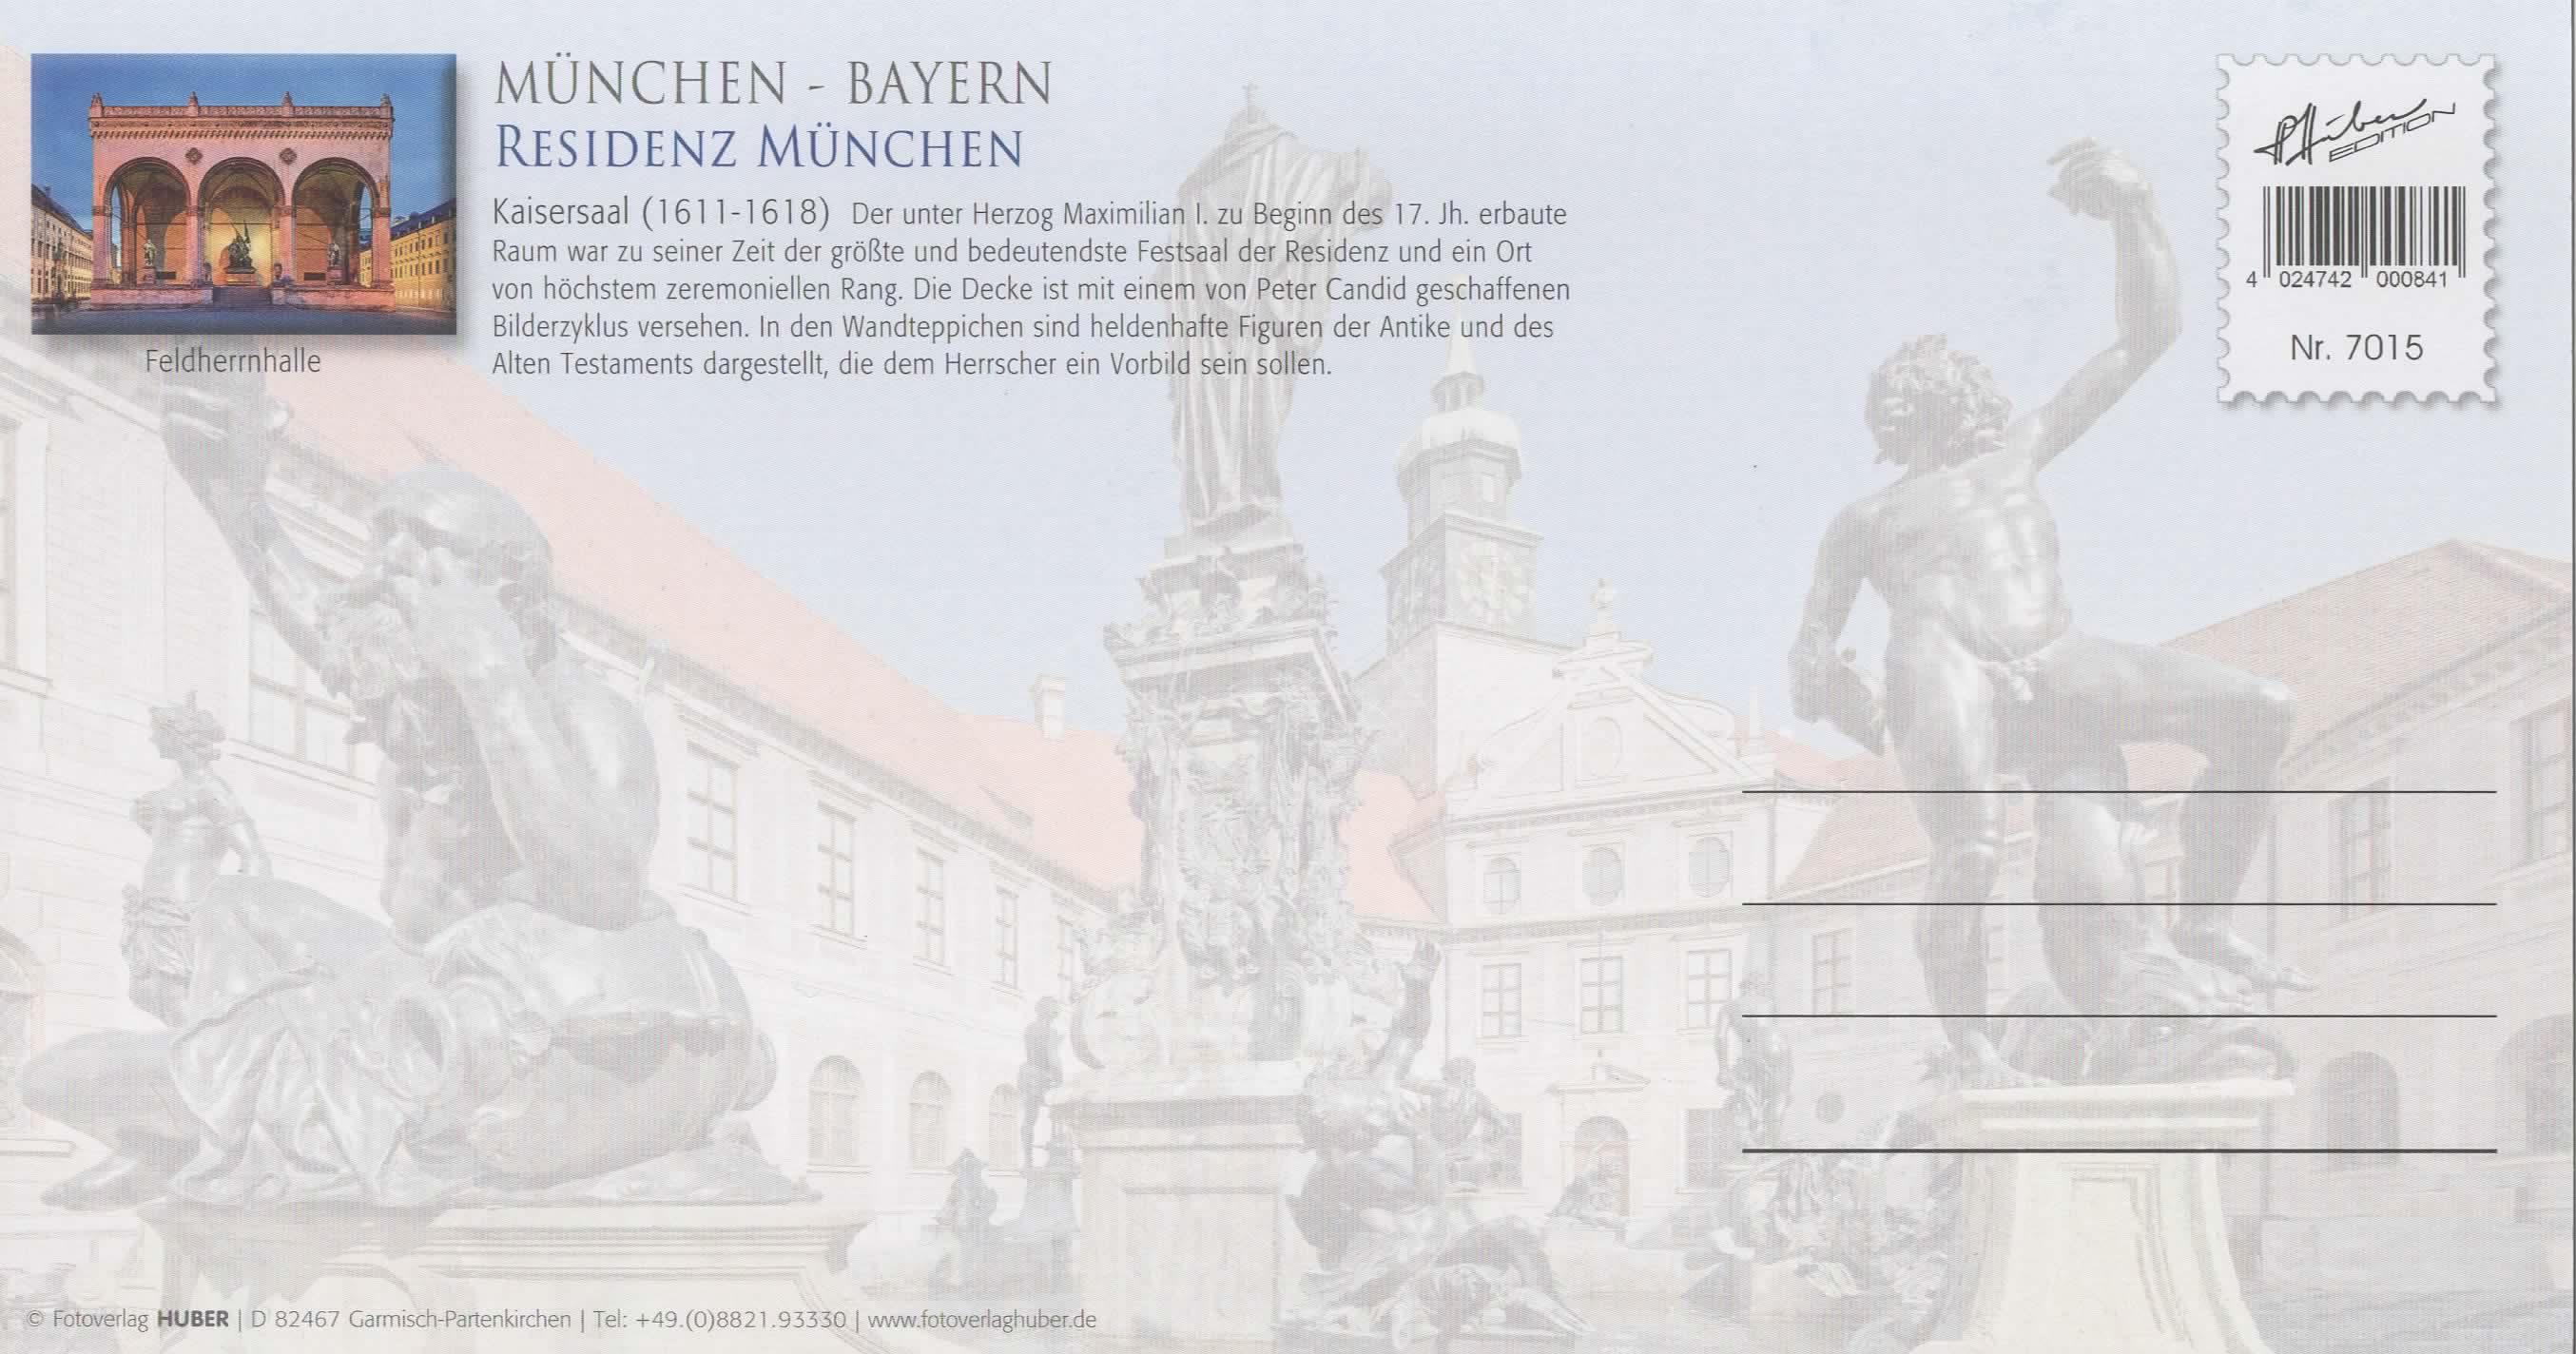 MÜNCHEN - BAYERN
RESIDENZ MÜNCHEN
Kaisersaal (1611-1618) Der unter Herzog Maximilian I. zu Beginn des 17. Jh. erbaute
Raum war zu seiner Zeit der größte und bedeutendste Festsaal der Residenz und ein Ort
von höchstem zeremoniellen Rang. Die Decke ist mit einem von Peter Candid geschaffenen
Bilderzyklus versehen. In den Wandteppichen sind heldenhafte Figuren der Antike und des
Alten Testaments dargestellt, die dem Herrscher ein Vorbild sein sollen.
Feldherrnhalle
Huber
EDITION
4 024742 000841
Nr. 7015
© Fotoverlag HUBER | D 82467 Garmisch-Partenkirchen | Tel: +49.(0)8821.93330 | www.fotoverlaghuber.de